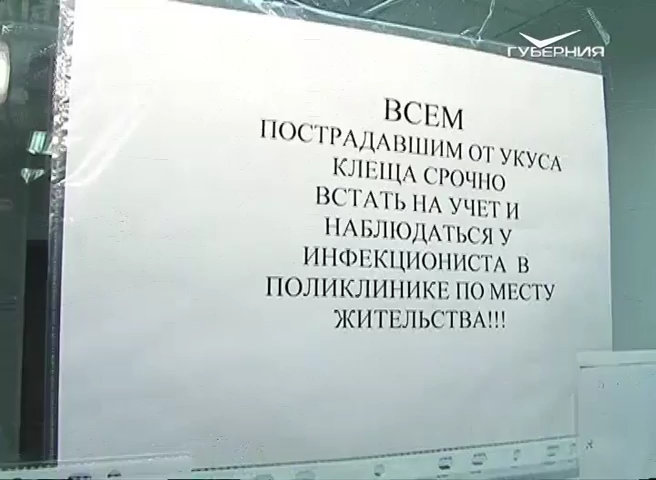 ГУБЕРНИЯ
ВСЕМ
ПОСТРАДАВШИМ ОТ УКУСА
КЛЕЩА СРОЧНО
ВСТАТЬ НА УЧЕТ И
НАБЛЮДАТЬСЯ У
ИНФЕКЦИОНИСТА В
ПОЛИКЛИНИКЕ ПО МЕСТУ
ЖИТЕЛЬСТВА!!!